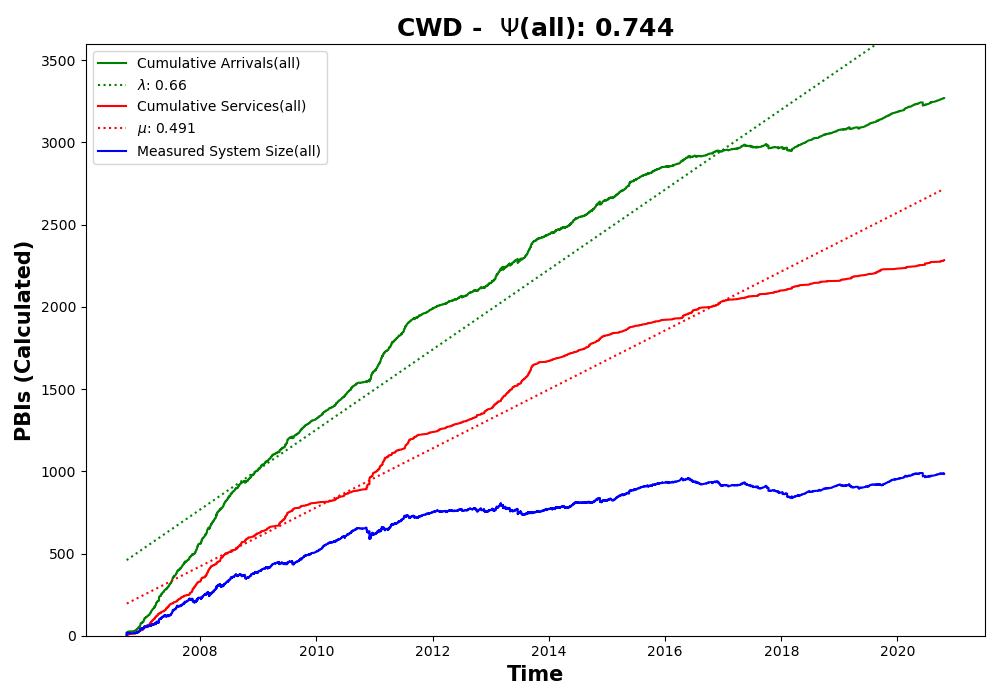 CWD -  Ψ(all): 0.744
Cumulative Arrivals(all)
λ: 0.66
Cumulative Services(all)
μ: 0.491
Measured System Size(all)
PBIs (Calculated)
3500
3000
2500
2000
1500
1000
500
0
2008 2010 2012 2014 2016 2018 2020
Time